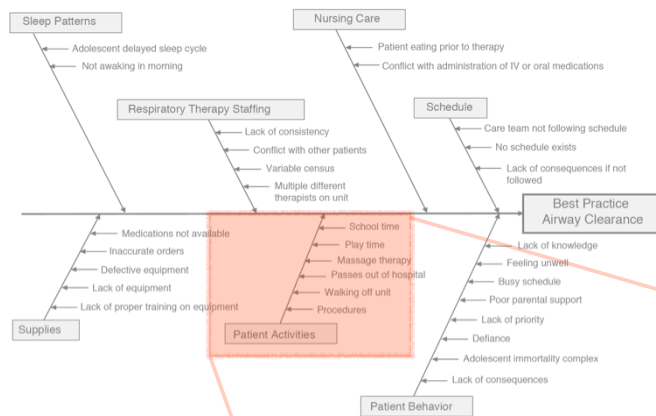 Sleep Patterns
Adolescent delayed sleep cycle
Not awaking in morning
Nursing Care
Patient eating prior to therapy
Conflict with administration of IV or oral medications
Respiratory Therapy Staffing
Lack of consistency
Conflict with other patients
Variable census
Multiple different
therapists on unit
Schedule
Care team not following schedule
No schedule exists
Lack of consequences if not
followed
Best Practice
Airway Clearance
Medications not available
Inaccurate orders
Defective equipment
Lack of equipment
Lack of proper training on equipment
Supplies
School time
Play time
Massage therapy
Passes out of hospital
Walking off unit
Procedures
Patient Activities
Lack of knowledge
Feeling unwell
Busy schedule
Poor parental support
Lack of priority
Defiance
Adolescent immortality complex
Lack of consequences
Patient Behavior